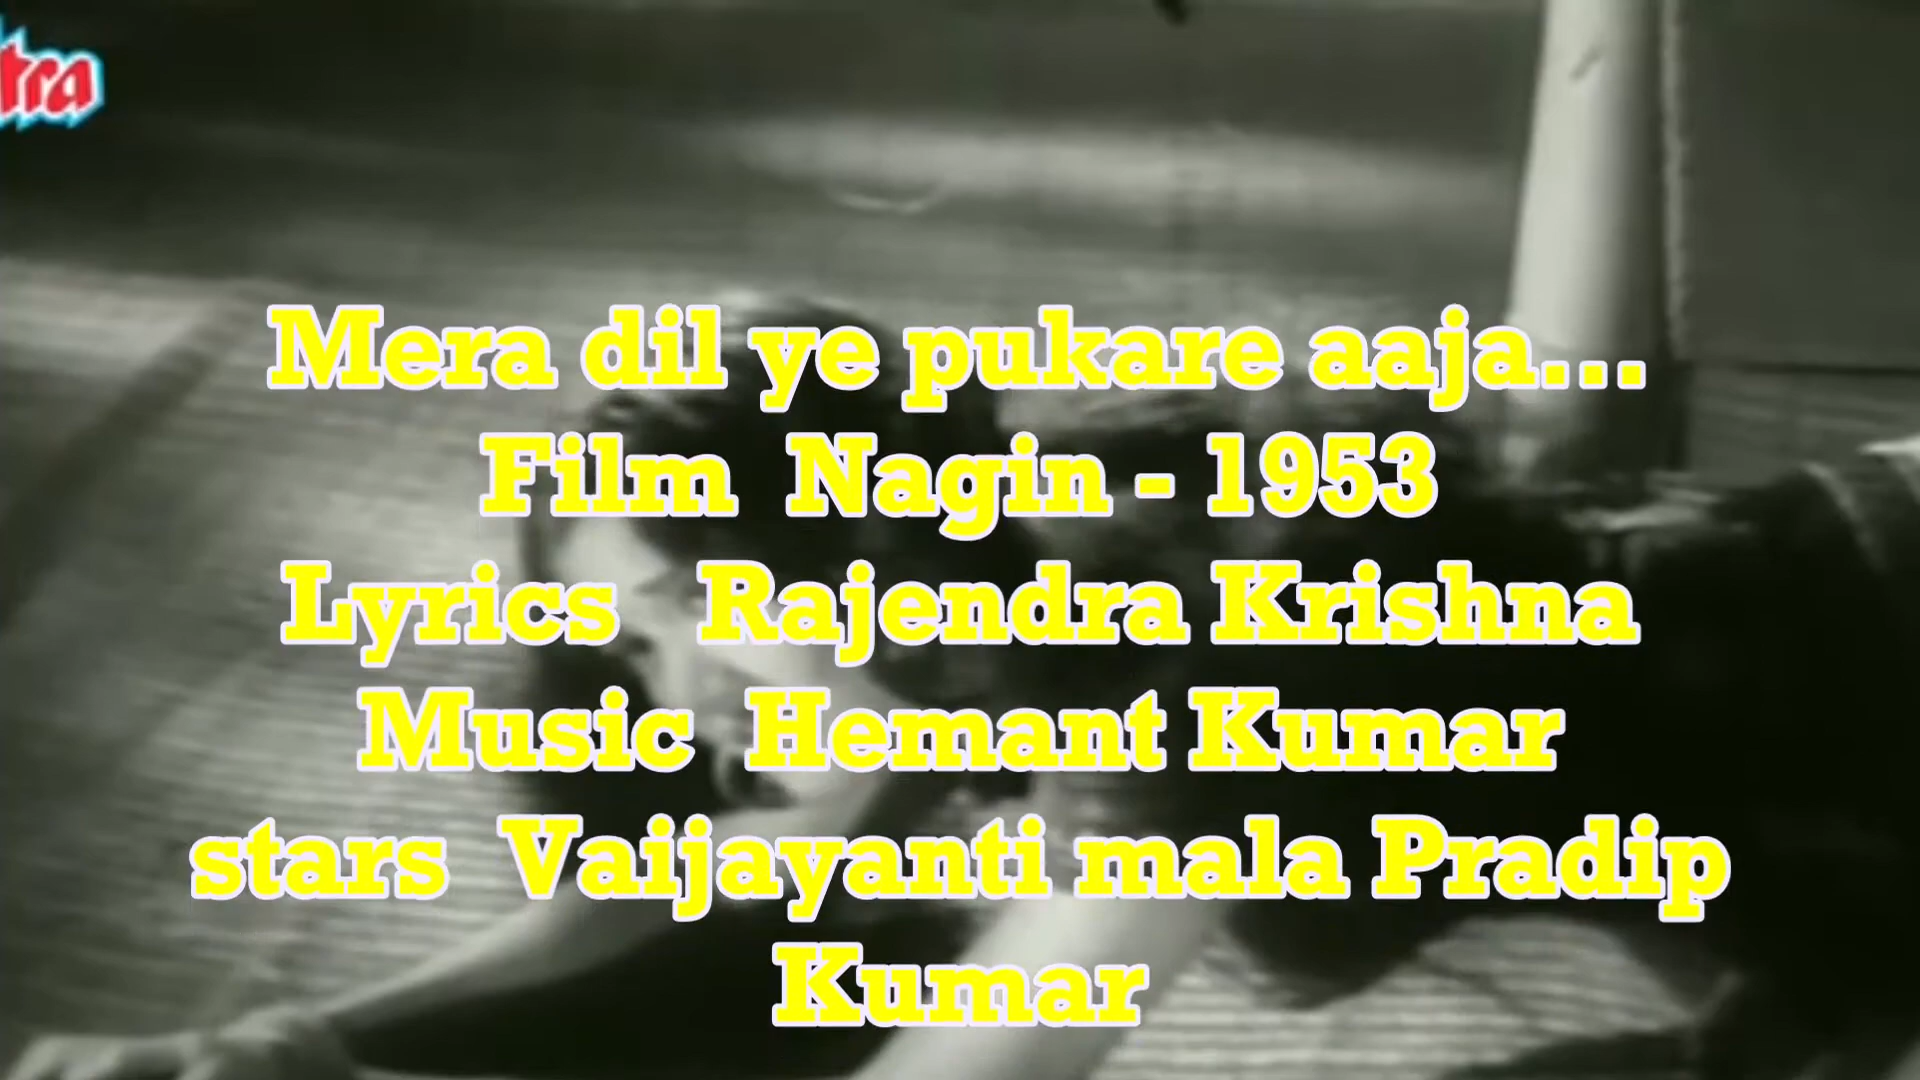 tra
Mera dil ye pukare aaja...
Film Nagin - 1953
Lyrics Rajendra Krishna
Music Hemant Kumar
stars Vaijayanti mala Pradip
Kumar